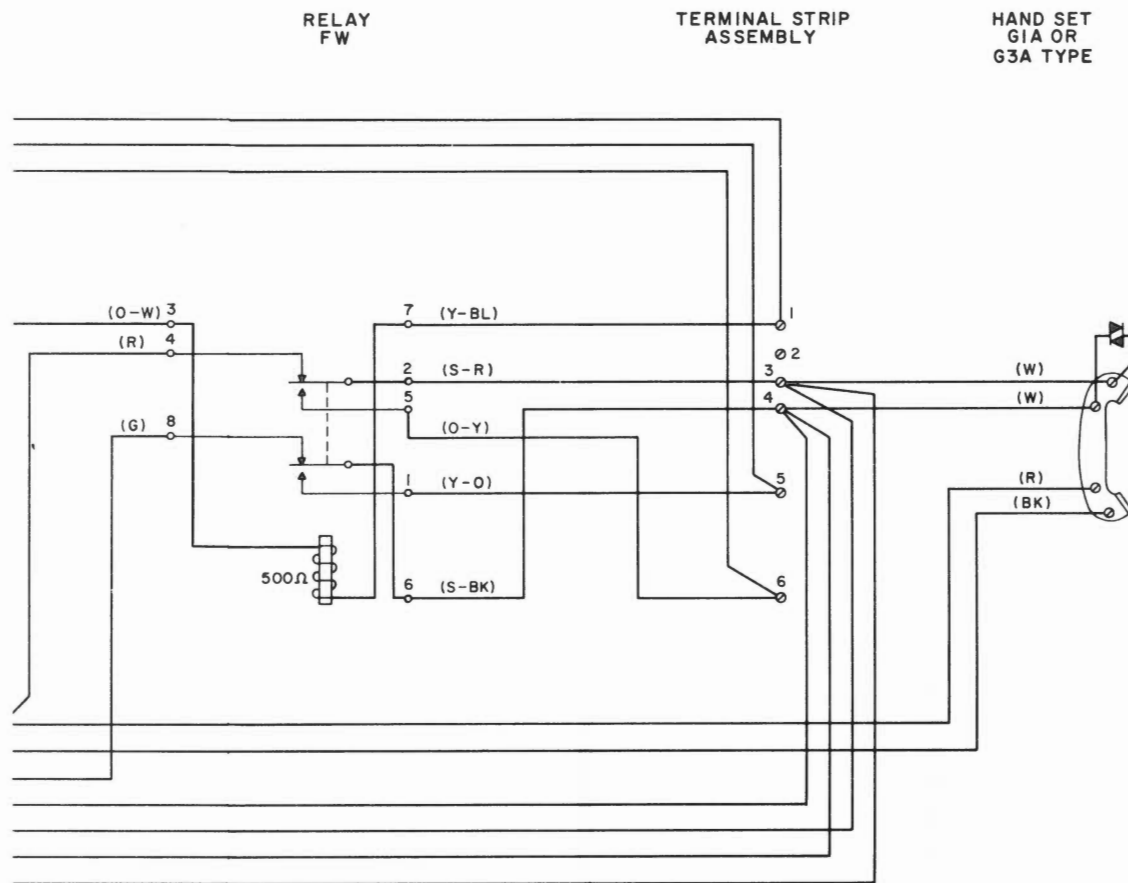 RELAY
FW
TERMINAL STRIP
ASSEMBLY
HAND SET
G1A OR
G3A TYPE
(O-W) 3
7 (Y-BL)
1
(R) 4
2
2 (S-R)
3
(W)
5
4
(W)
(G) 8
(O-Y)
1 (Y-O)
5
(R)
(BK)
500Ω
6 (S-BK)
6